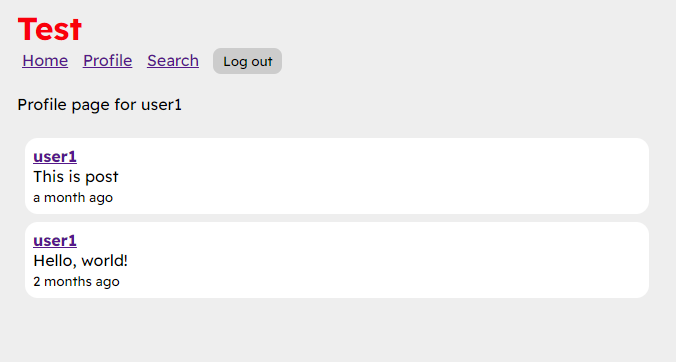 Test
Home Profile Search Log out
Profile page for user1
user1
This is post
a month ago
user1
Hello, world!
2 months ago